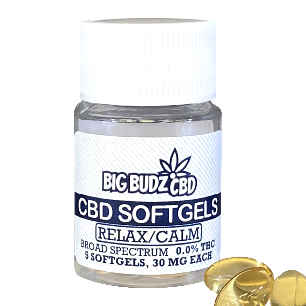 BIG BUDZ CBD
CBD SOFTGELS
RELAX/CALM
BROAD SPECTRUM 0.0% THC
5 SOFTGELS, 30 MG EACH